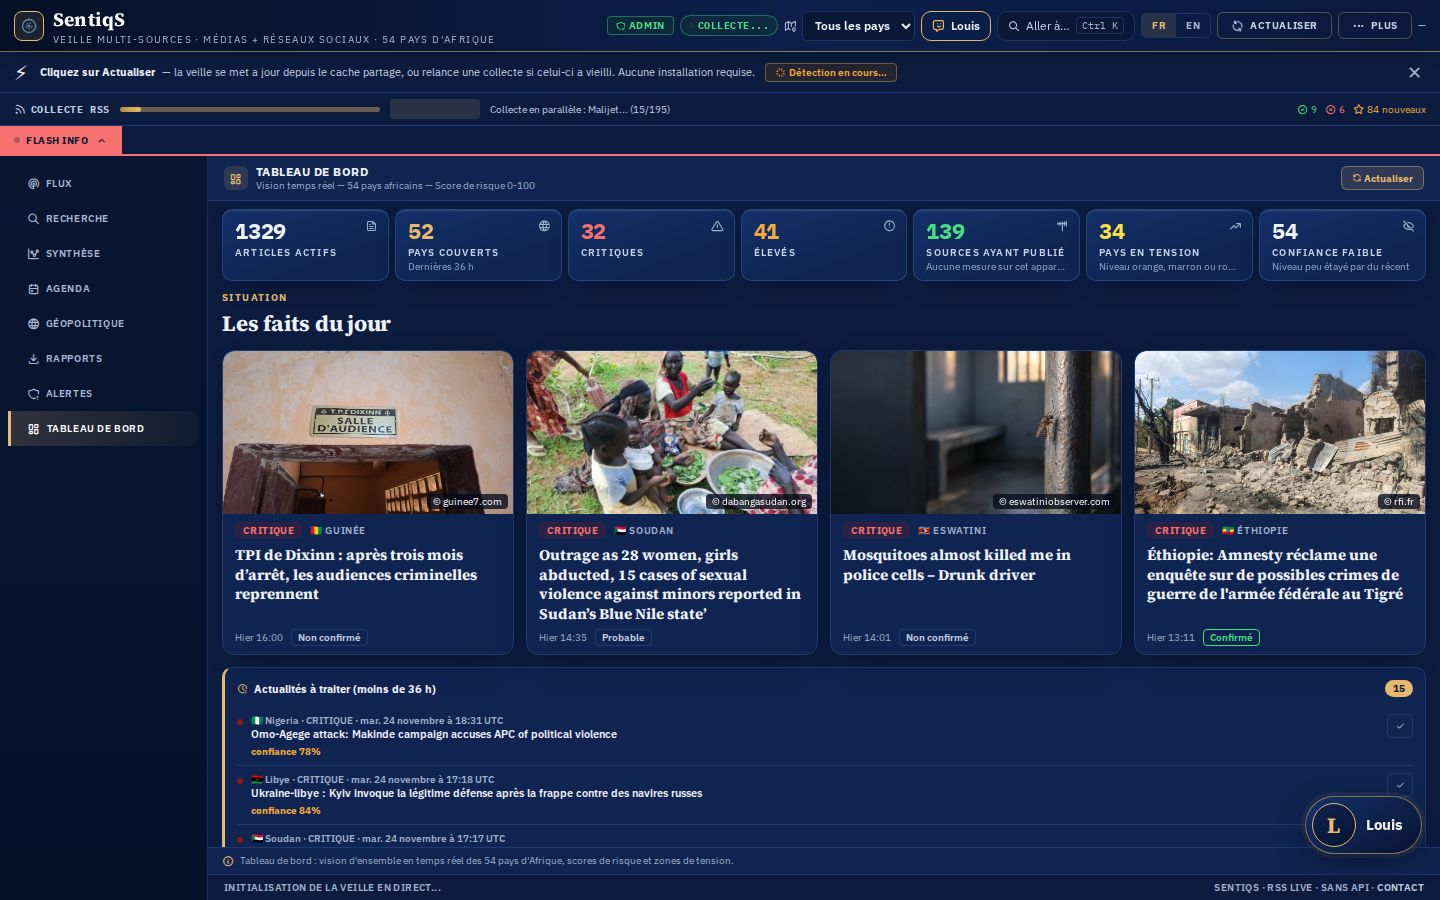 SentiqS
VEILLE MULTI-SOURCES · MÉDIAS + RÉSEAUX SOCIAUX · 54 PAYS D'AFRIQUE
ADMIN
COLLECTE...
Tous les pays
Louis
Aller à...
Ctrl K
FR
EN
ACTUALISER
PLUS
Cliquez sur Actualiser — la veille se met a jour depuis le cache partage, ou relance une collecte si celui-ci a vieilli. Aucune installation requise.
Détection en cours...
COLLECTE RSS
Collecte en parallèle : Malijet... (15/195)
9
6
84 nouveaux
FLASH INFO
FLUX
RECHERCHE
SYNTHÈSE
AGENDA
GÉOPOLITIQUE
RAPPORTS
ALERTES
TABLEAU DE BORD
TABLEAU DE BORD
Vision temps réel — 54 pays africains — Score de risque 0-100
Actualiser
1329
ARTICLES ACTIFS
52
PAYS COUVERTS
Dernières 36 h
32
CRITIQUES
41
ÉLEVÉS
139
SOURCES AYANT PUBLIÉ
Aucune mesure sur cet appar...
34
PAYS EN TENSION
Niveau orange, marron ou ro...
54
CONFIANCE FAIBLE
Niveau peu étayé par du récent
SITUATION
Les faits du jour
T.P.I DIXINN
SALLE
D'AUDIENCE
© guinee7.com
CRITIQUE
GUINÉE
TPI de Dixinn : après trois mois
d'arrêt, les audiences criminelles
reprennent
Hier 16:00
Non confirmé
© dabangasudan.org
CRITIQUE
SOUDAN
Outrage as 28 women, girls
abducted, 15 cases of sexual
violence against minors reported in
Sudan's Blue Nile state'
Hier 14:35
Probable
© eswatiniobserver.com
CRITIQUE
ESWATINI
Mosquitoes almost killed me in
police cells – Drunk driver
Hier 14:01
Non confirmé
© rfi.fr
CRITIQUE
ÉTHIOPIE
Éthiopie: Amnesty réclame une
enquête sur de possibles crimes de
guerre de l'armée fédérale au Tigré
Hier 13:11
Confirmé
Actualités à traiter (moins de 36 h)
15
Nigeria · CRITIQUE · mar. 24 novembre à 18:31 UTC
Omo-Agege attack: Makinde campaign accuses APC of political violence
confiance 78%
Libye · CRITIQUE · mar. 24 novembre à 17:18 UTC
Ukraine-libye : Kyiv invoque la légitime défense après la frappe contre des navires russes
confiance 84%
Soudan · CRITIQUE · mar. 24 novembre à 17:17 UTC
L
Louis
Tableau de bord : vision d'ensemble en temps réel des 54 pays d'Afrique, scores de risque et zones de tension.
INITIALISATION DE LA VEILLE EN DIRECT...
SENTIQS · RSS LIVE · SANS API · CONTACT